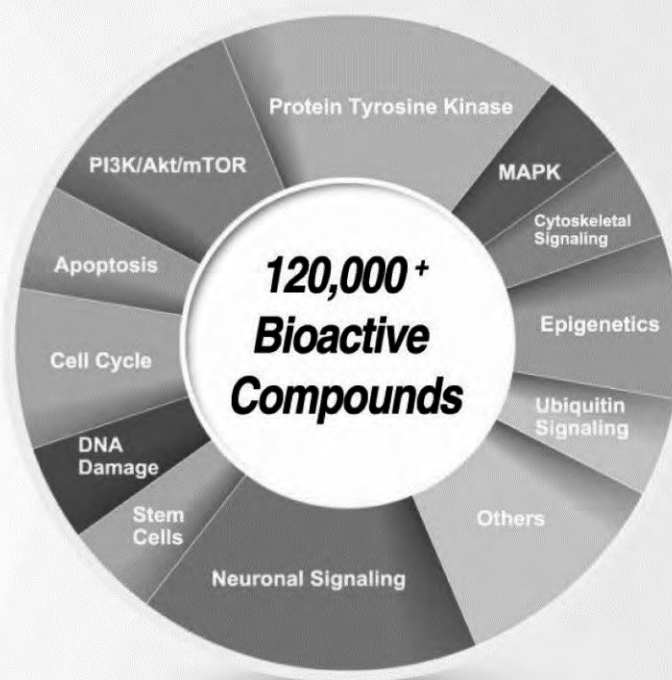 Protein Tyrosine Kinase
MAPK
Cytoskeletal
Signaling
Epigenetics
Ubiquitin
Signaling
Others
Neuronal Signaling
Stem
Cells
DNA
Damage
Cell Cycle
Apoptosis
PI3K/Akt/mTOR
120,000+
Bioactive
Compounds